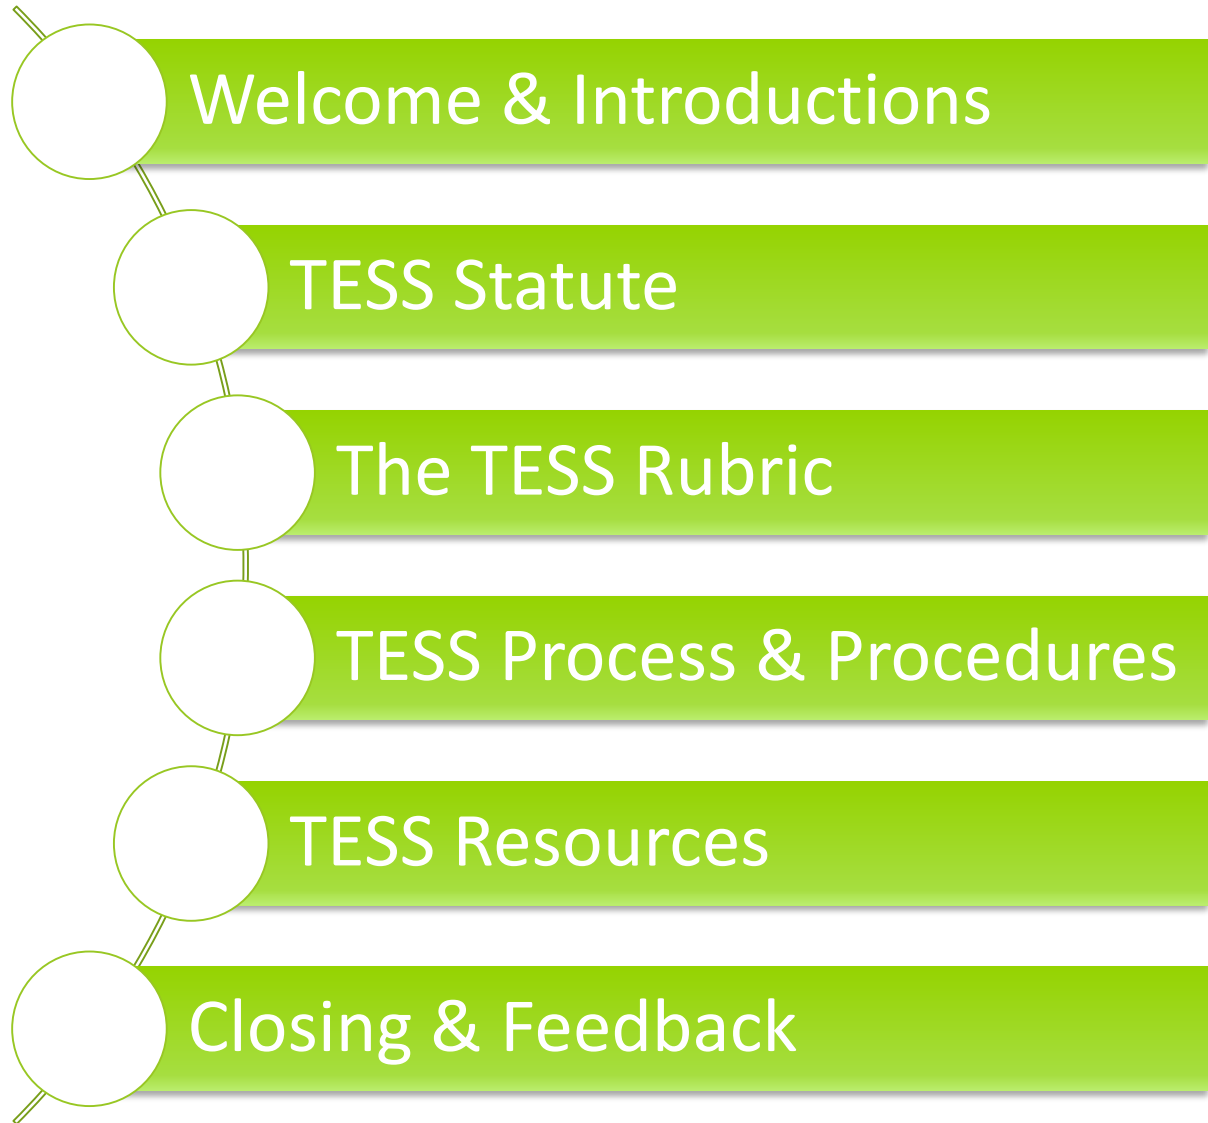 Welcome & Introductions
TESS Statute
The TESS Rubric
TESS Process & Procedures
TESS Resources
Closing & Feedback